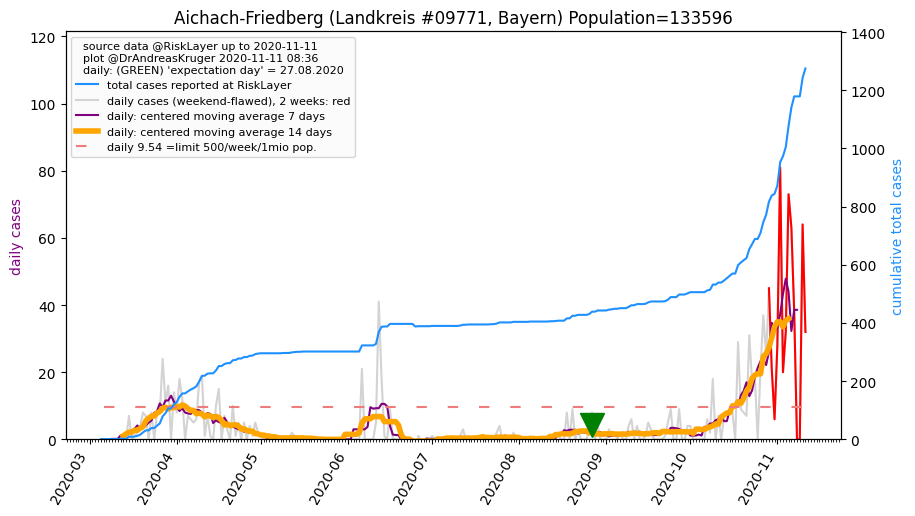 Aichach-Friedberg (Landkreis #09771, Bayern) Population=133596
source data @RiskLayer up to 2020-11-11
plot @DrAndreasKruger 2020-11-11 08:36
daily: (GREEN) 'expectation day' = 27.08.2020
total cases reported at RiskLayer
daily cases (weekend-flawed), 2 weeks: red
daily: centered moving average 7 days
daily: centered moving average 14 days
daily 9.54 =limit 500/week/1mio pop.
daily cases
120
100
80
60
40
20
0
cumulative total cases
1400
1200
1000
800
600
400
200
0
2020-03
2020-04
2020-05
2020-06
2020-07
2020-08
2020-09
2020-10
2020-11